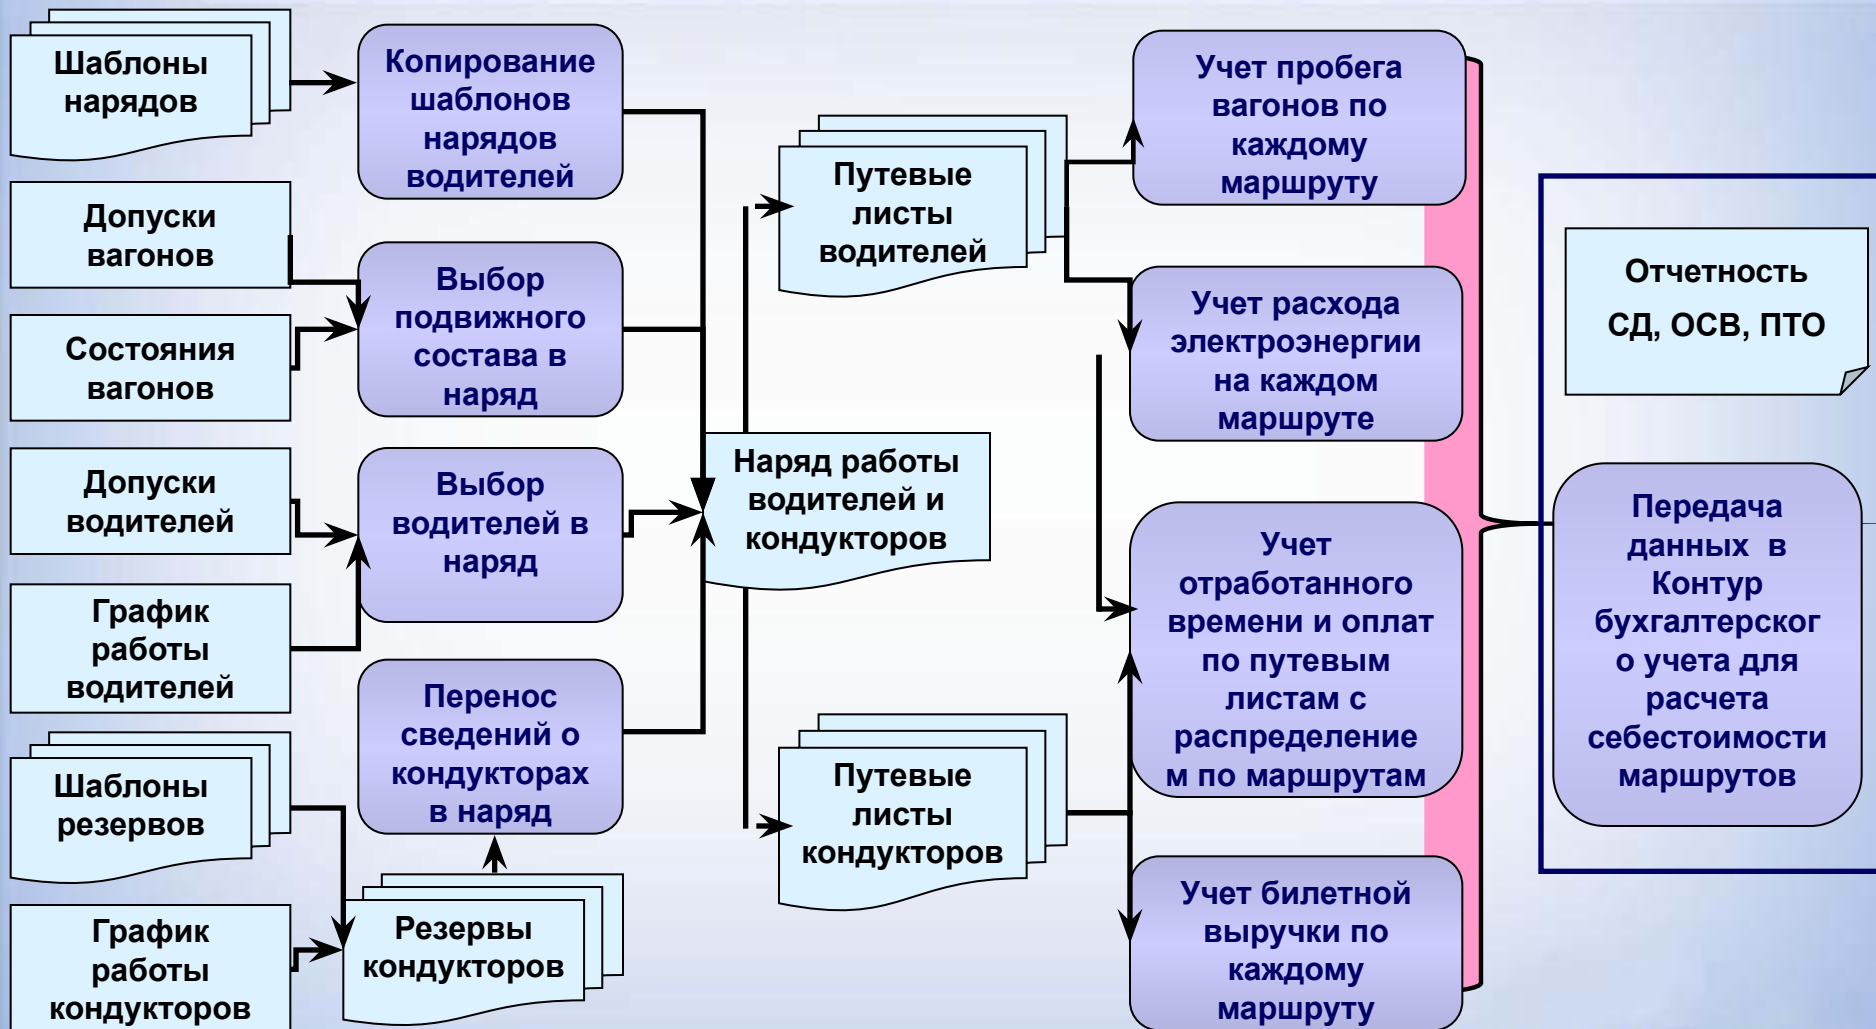 Шаблоны
нарядов
Допуски
вагонов
Состояния
вагонов
Допуски
водителей
График
работы
водителей
Шаблоны
резервов
График
работы
кондукторов
Копирование
шаблонов
нарядов
водителей
Выбор
подвижного
состава в
наряд
Выбор
водителей в
наряд
Перенос
сведений о
кондукторах
в наряд
Резервы
кондукторов
Наряд работы
водителей и
кондукторов
Путевые
листы
водителей
Путевые
листы
кондукторов
Учет пробега
вагонов по
каждому
маршруту
Учет расхода
электроэнергии
на каждом
маршруте
Учет
отработанного
времени и оплат
по путевым
листам с
распределение
м по маршрутам
Учет билетной
выручки по
каждому
маршруту
Отчетность
СД, ОСВ, ПТО
Передача
данных в
Контур
бухгалтерског
о учета для
расчета
себестоимости
маршрутов